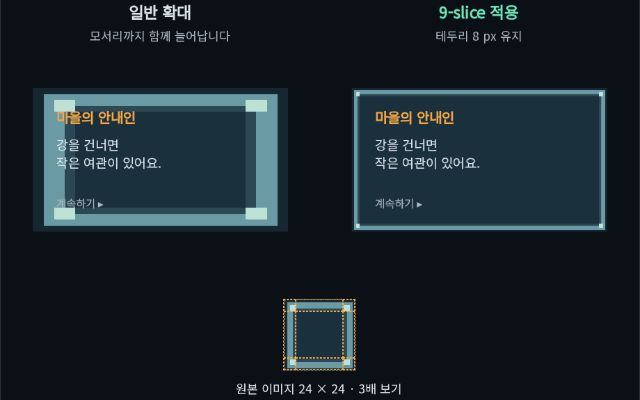 일반 확대
모서리까지 함께 늘어납니다
마을의 안내인
강을 건너면
작은 여관이 있어요.
계속하기 ▸
9-slice 적용
테두리 8 px 유지
마을의 안내인
강을 건너면
작은 여관이 있어요.
계속하기 ▸
원본 이미지 24 × 24 · 3배 보기